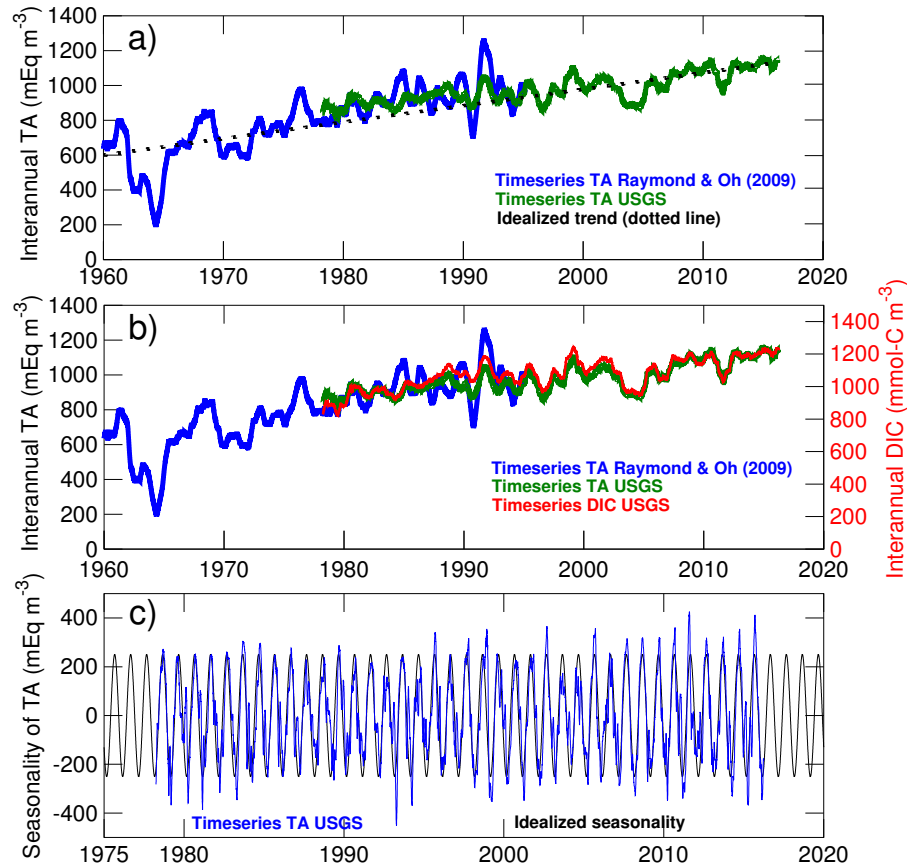 a)
Interannual TA (mEq m⁻³)
1400
1200
1000
800
600
400
200
0
Timeseries TA Raymond & Oh (2009)
Timeseries TA USGS
Idealized trend (dotted line)
1960 1970 1980 1990 2000 2010 2020
b)
Interannual TA (mEq m⁻³)
1400
1200
1000
800
600
400
200
0
Interannual DIC (mmol-C m⁻³)
1400
1200
1000
800
600
400
200
0
Timeseries TA Raymond & Oh (2009)
Timeseries TA USGS
Timeseries DIC USGS
1960 1970 1980 1990 2000 2010 2020
c)
Seasonality of TA (mEq m⁻³)
400
200
0
-200
-400
Timeseries TA USGS Idealized seasonality
1975 1980 1990 2000 2010 2020